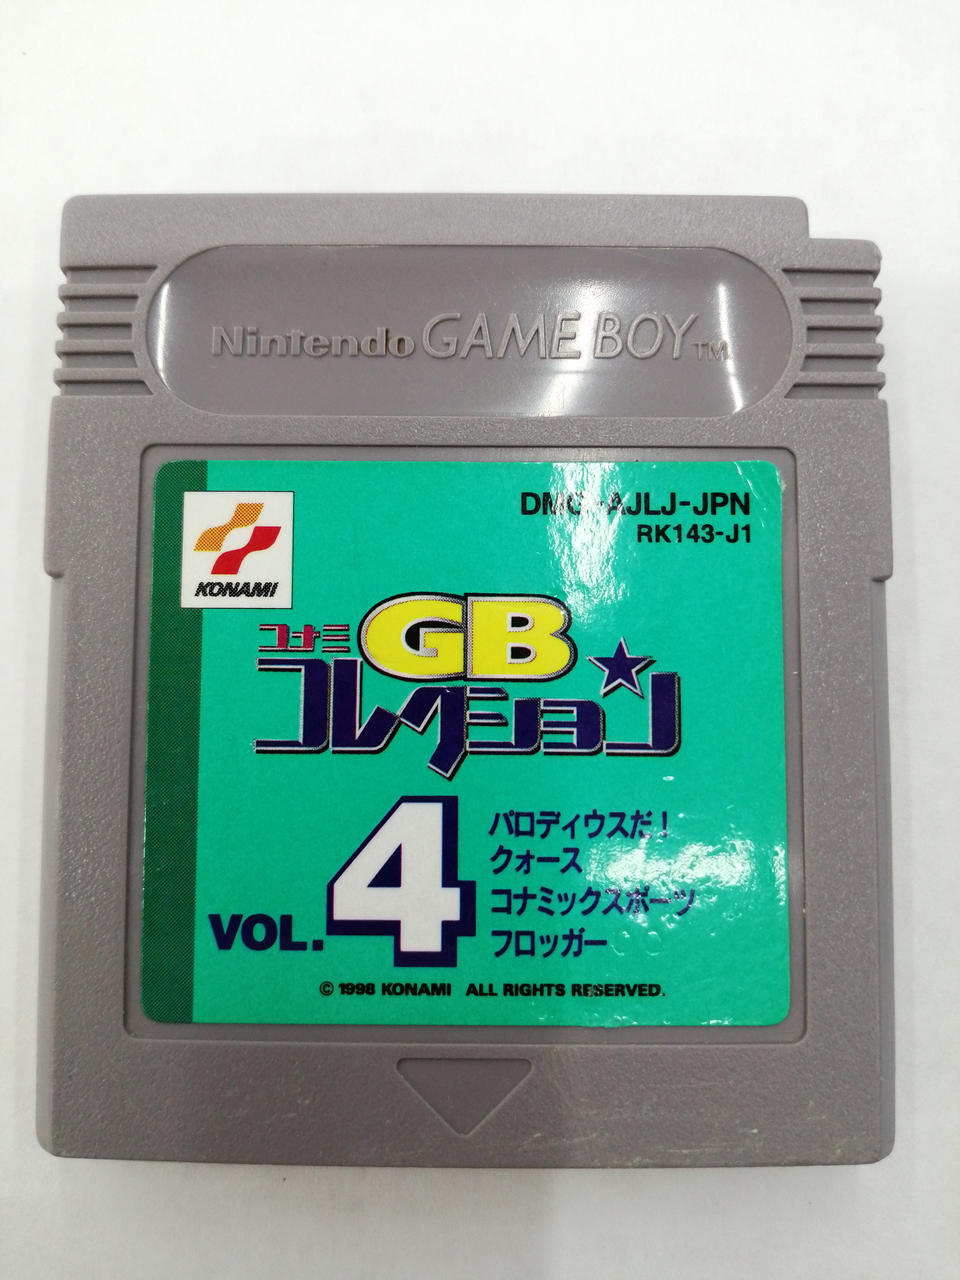 Nintendo GAME BOY TM
DMG-AJLJ-JPN
RK143-J1
KONAMI
コナミ GB
コレクション
VOL.4
パロディウスだ!
クォース
コナミックスポーツ
フロッガー
© 1998 KONAMI ALL RIGHTS RESERVED.